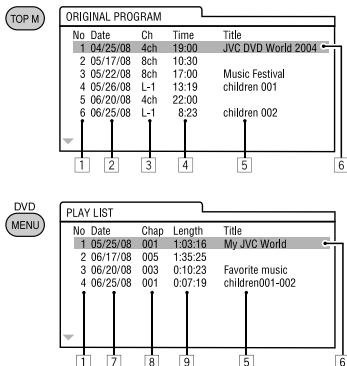 TOP M
ORIGINAL PROGRAM
No Date Ch Time Title
1 04/25/08 4ch 19:00 JVC DVD World 2004
2 05/17/08 8ch 10:30
3 05/22/08 8ch 17:00 Music Festival
4 05/26/08 L-1 13:19 children 001
5 06/20/08 4ch 22:00
6 06/25/08 L-1 8:23 children 002
1 2 3 4 5 6
DVD
MENU
PLAY LIST
No Date Chap Length Title
1 05/25/08 001 1:03:16 My JVC World
2 06/17/08 005 1:35:25
3 06/20/08 003 0:10:23 Favorite music
4 06/25/08 001 0:07:19 children001-002
1 7 8 9 5 6